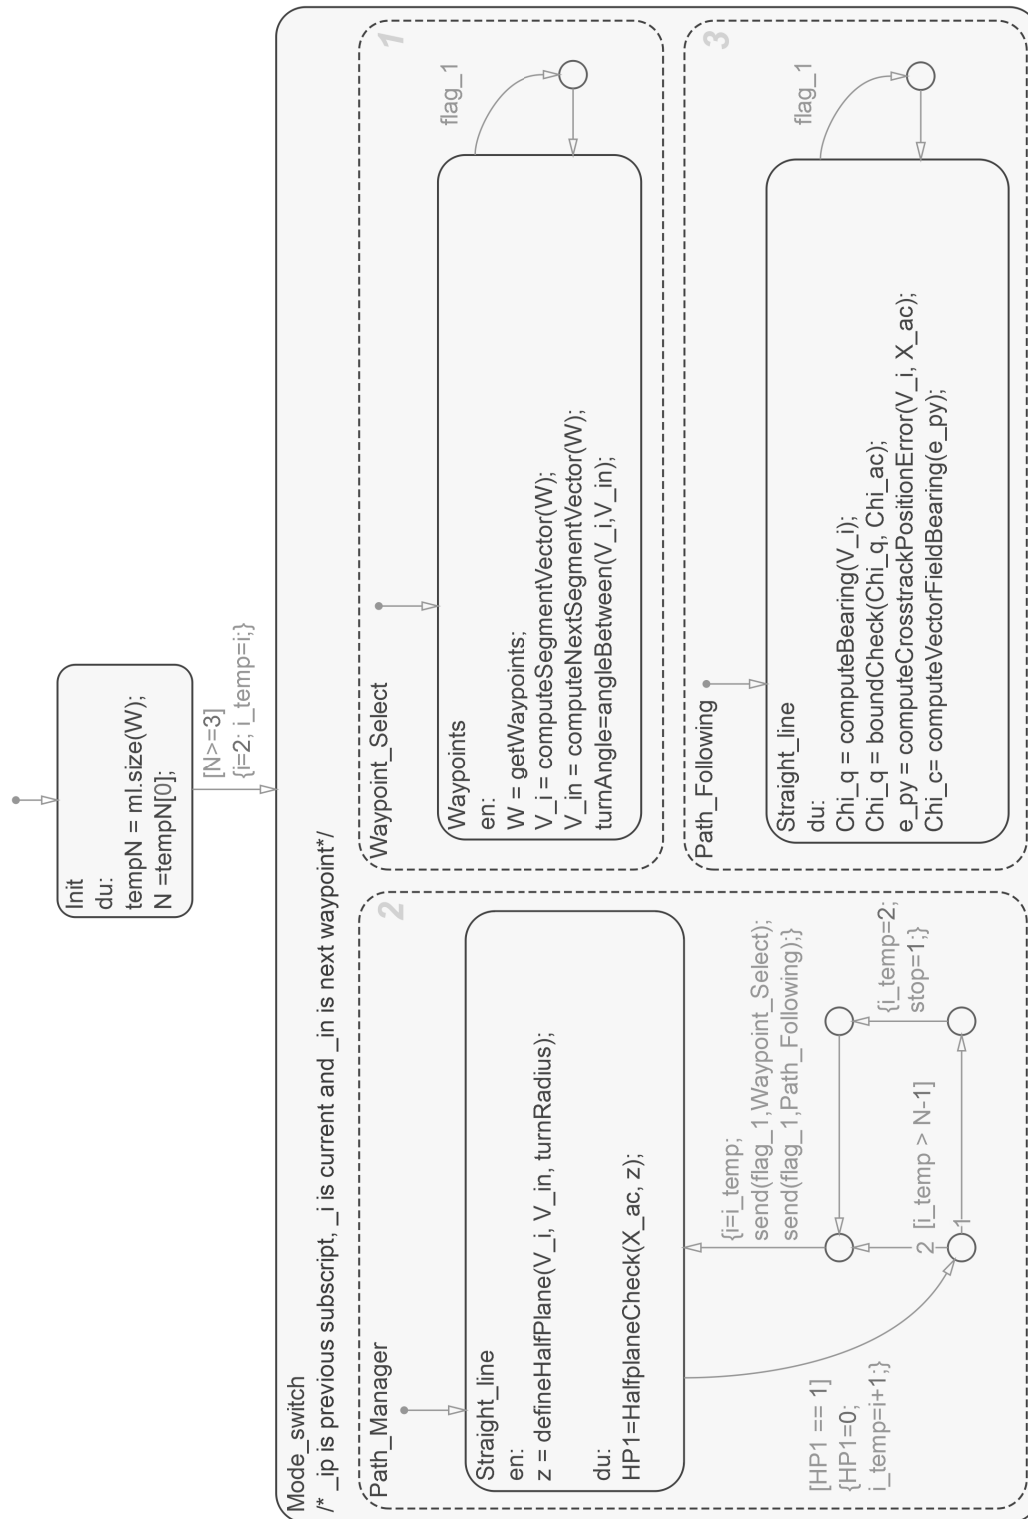 Init
du:
tempN = ml.size(W);
N =tempN[0];
[N>=3]
{i=2; i_temp=i;}
Mode_switch
/* _ip is previous subscript, _i is current and _in is next waypoint*/
Path_Manager
2
Straight_line
en:
z = defineHalfPlane(V_i, V_in, turnRadius);
du:
HP1=HalfplaneCheck(X_ac, z);
[HP1 == 1]
{HP1=0;
i_temp=i+1;}
{i=i_temp;
send(flag_1,Waypoint_Select);
send(flag_1,Path_Following);}
2
[i_temp > N-1]
1
{i_temp=2;
stop=1;}
Waypoint_Select
1
Waypoints
en:
W = getWaypoints;
V_i = computeSegmentVector(W);
V_in = computeNextSegmentVector(W);
turnAngle=angleBetween(V_i,V_in);
flag_1
Path_Following
3
Straight_line
du:
Chi_q = computeBearing(V_i);
Chi_q = boundCheck(Chi_q, Chi_ac);
e_py = computeCrosstrackPositionError(V_i, X_ac);
Chi_c= computeVectorFieldBearing(e_py);
flag_1